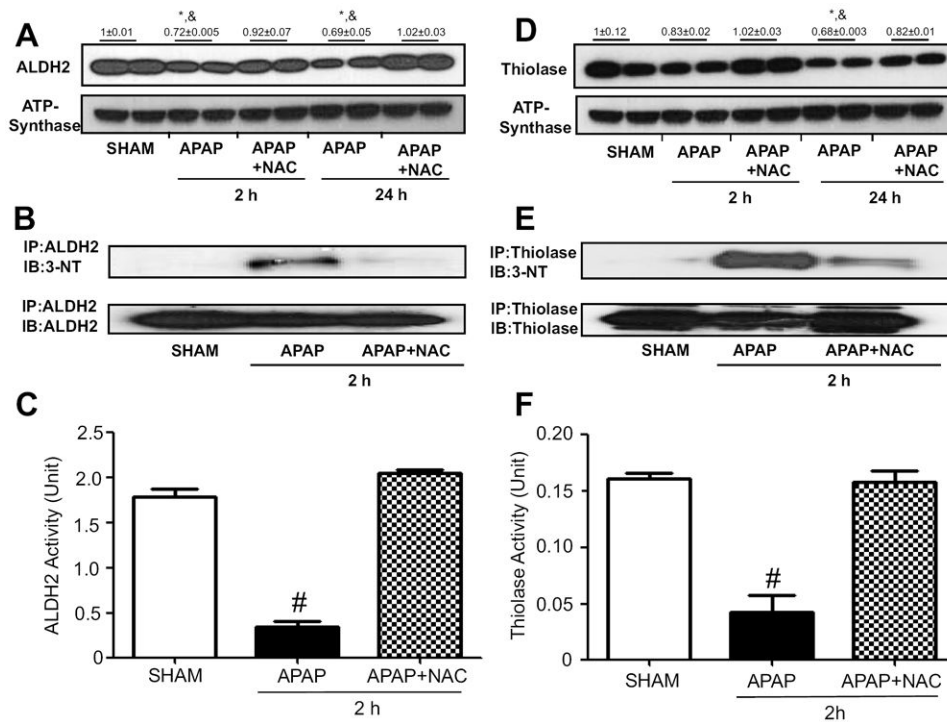 A
*,&
*,&
1±0.01 0.72±0.005 0.92±0.07 0.69±0.05 1.02±0.03
ALDH2
ATP-
Synthase
SHAM APAP APAP APAP APAP
+NAC +NAC
2 h 24 h
B
IP:ALDH2
IB:3-NT
IP:ALDH2
IB:ALDH2
SHAM APAP APAP+NAC
2 h
C
ALDH2 Activity (Unit)
2.5
2.0
1.5
1.0
0.5
0
#
SHAM APAP APAP+NAC
2 h
D
*,&
1±0.12 0.83±0.02 1.02±0.03 0.68±0.003 0.82±0.01
Thiolase
ATP-
Synthase
SHAM APAP APAP APAP APAP
+NAC +NAC
2 h 24 h
E
IP:Thiolase
IB:3-NT
IP:Thiolase
IB:Thiolase
SHAM APAP APAP+NAC
2 h
F
Thiolase Activity (Unit)
0.20
0.15
0.10
0.05
0
#
SHAM APAP APAP+NAC
2h